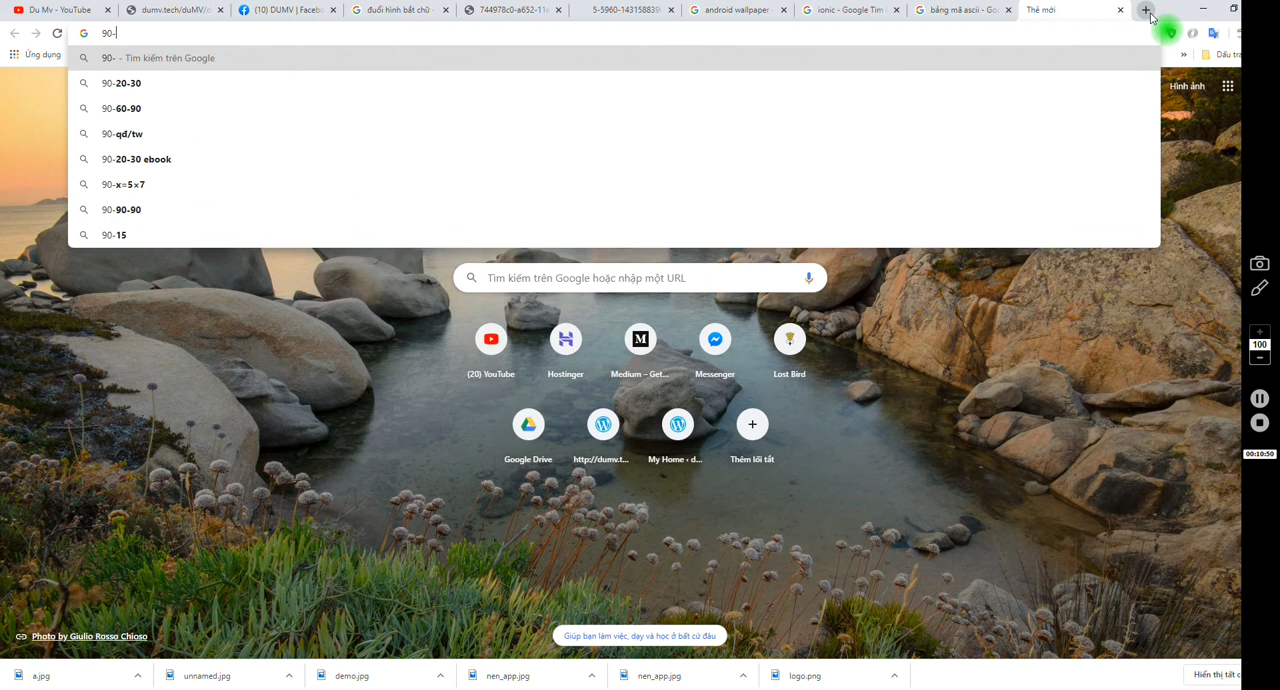 Du Mv - YouTube
dumv.tech/duMV/d
(10) DUMV | Faceb
đuổi hình bắt chữ
744978c0-a652-11
5-5960-143158839
android wallpaper
ionic - Google Tìm
bảng mã ascii - Goo
Thẻ mới
90-
Ứng dụng
»
Dấu tra
90- - Tìm kiếm trên Google
90-20-30
90-60-90
90-qd/tw
90-20-30 ebook
90-x=5×7
90-90-90
90-15
Hình ảnh
Tìm kiếm trên Google hoặc nhập một URL
(20) YouTube
Hostinger
Medium – Get...
Messenger
Lost Bird
Google Drive
http://dumv.t...
My Home ‹ d...
Thêm lối tắt
100
00:10:50
Photo by Giulio Rosso Chioso
Giúp bạn làm việc, dạy và học ở bất cứ đâu
a.jpg
unnamed.jpg
demo.jpg
nen_app.jpg
nen_app.jpg
logo.png
Hiển thị tất c